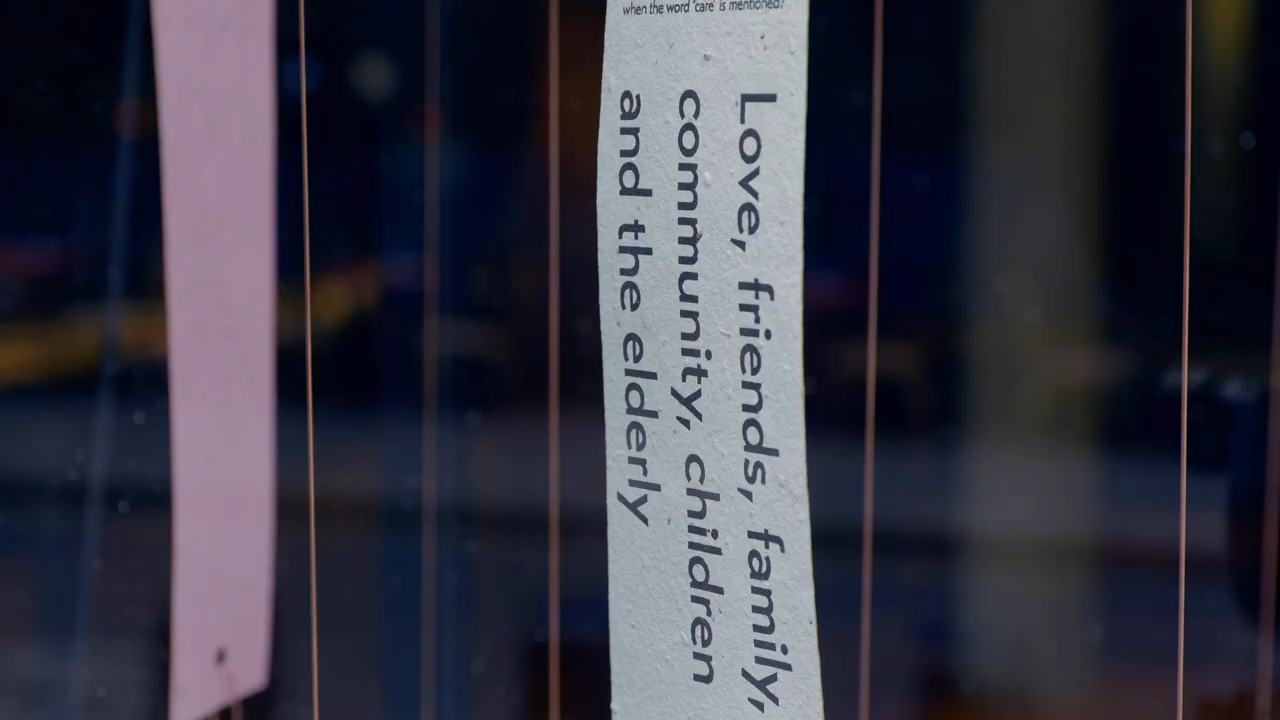 when the word 'care' is mentioned?
Love, friends, family,
community, children
and the elderly